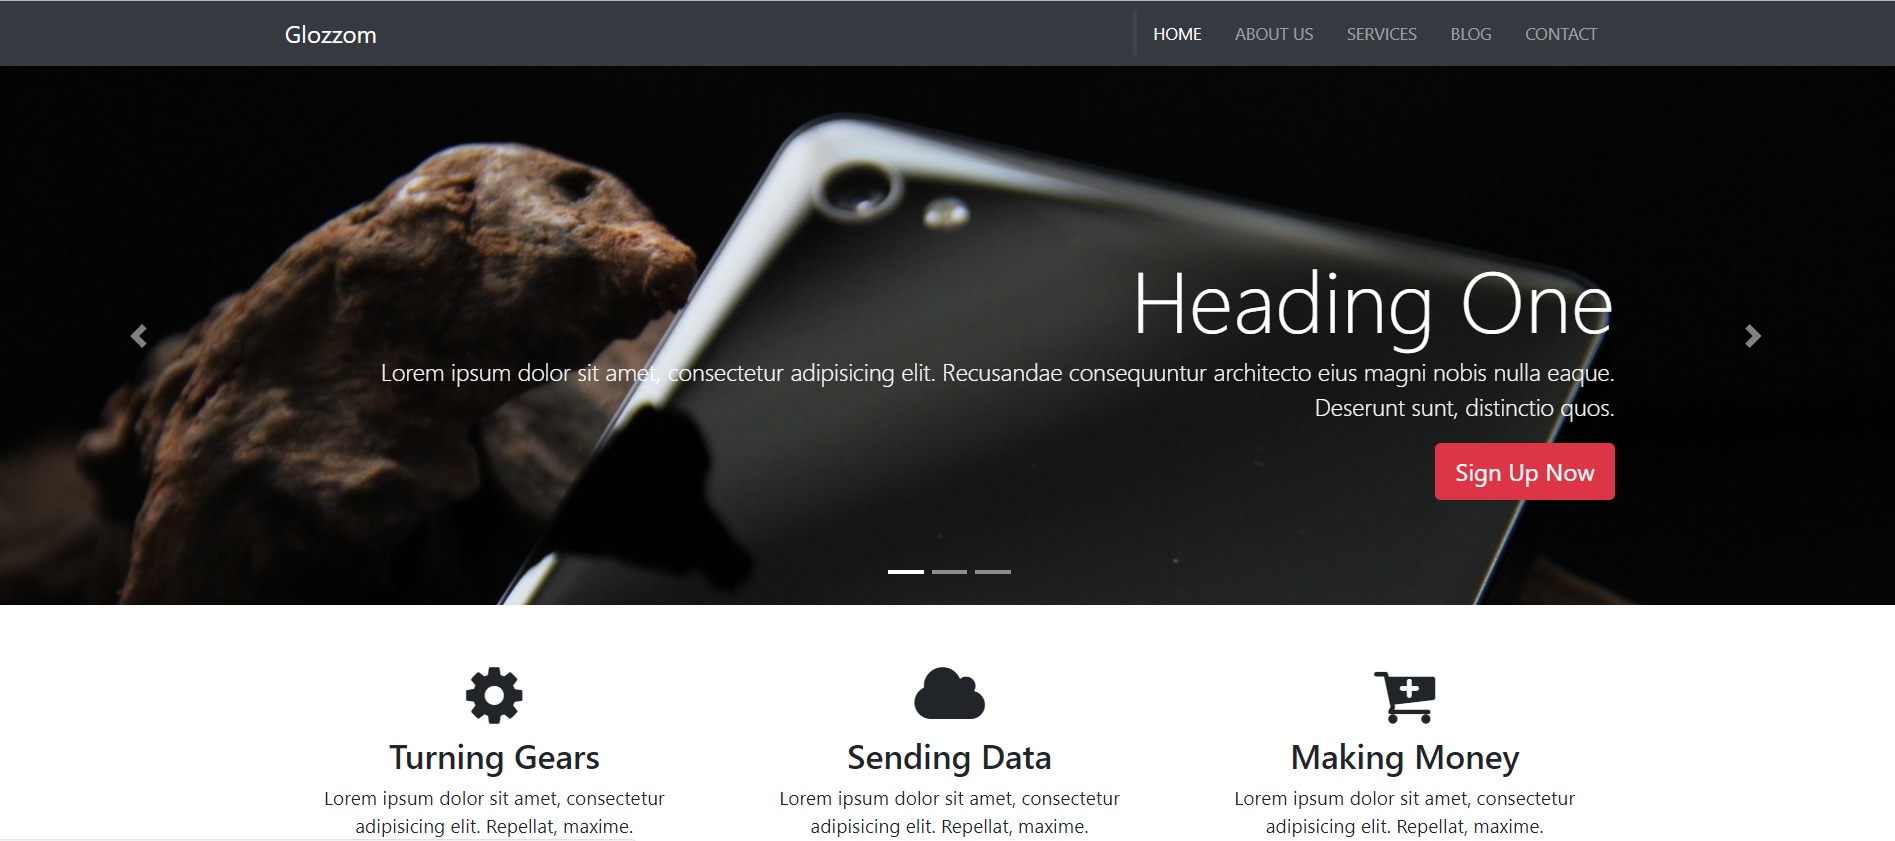 Glozzom
HOME ABOUT US SERVICES BLOG CONTACT
Heading One
Lorem ipsum dolor sit amet, consectetur adipisicing elit. Recusandae consequuntur architecto eius magni nobis nulla eaque.
Deserunt sunt, distinctio quos.
Sign Up Now
Turning Gears
Lorem ipsum dolor sit amet, consectetur
adipisicing elit. Repellat, maxime.
Sending Data
Lorem ipsum dolor sit amet, consectetur
adipisicing elit. Repellat, maxime.
Making Money
Lorem ipsum dolor sit amet, consectetur
adipisicing elit. Repellat, maxime.